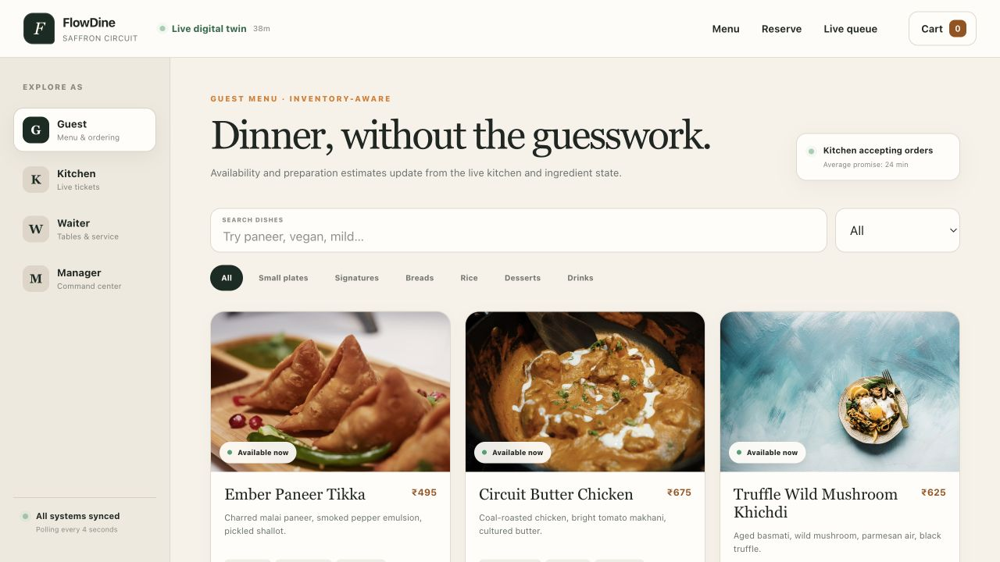 F
FlowDine
SAFFRON CIRCUIT
Live digital twin 38m
Menu
Reserve
Live queue
Cart 0
EXPLORE AS
G
Guest
Menu & ordering
K
Kitchen
Live tickets
W
Waiter
Tables & service
M
Manager
Command center
All systems synced
Polling every 4 seconds
GUEST MENU · INVENTORY-AWARE
Dinner, without the guesswork.
Availability and preparation estimates update from the live kitchen and ingredient state.
Kitchen accepting orders
Average promise: 24 min
SEARCH DISHES
Try paneer, vegan, mild...
All
All
Small plates
Signatures
Breads
Rice
Desserts
Drinks
Available now
Ember Paneer Tikka
₹495
Charred malai paneer, smoked pepper emulsion,
pickled shallot.
Available now
Circuit Butter Chicken
₹675
Coal-roasted chicken, bright tomato makhani,
cultured butter.
Available now
Truffle Wild Mushroom
Khichdi
₹625
Aged basmati, wild mushroom, parmesan air, black
truffle.